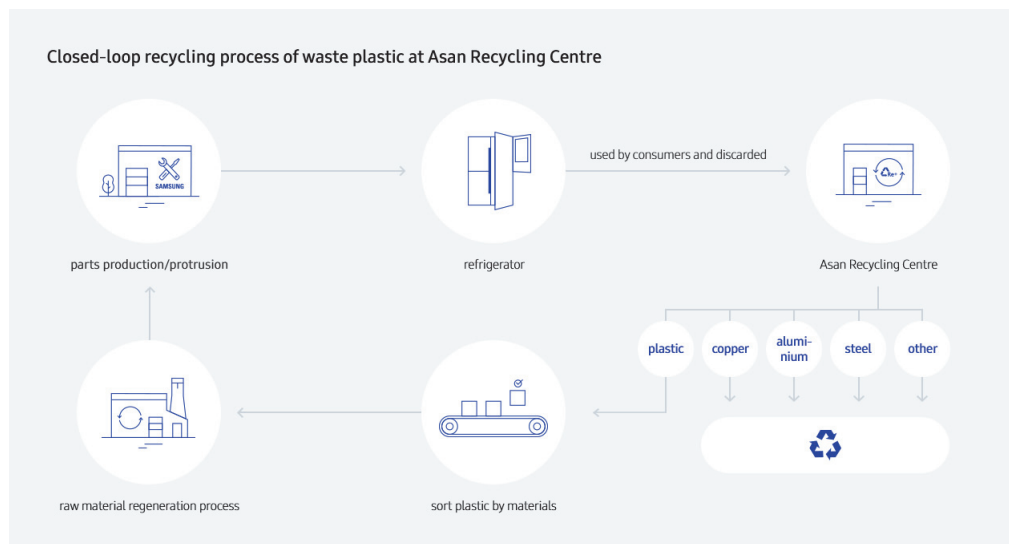 Closed-loop recycling process of waste plastic at Asan Recycling Centre
SAMSUNG
used by consumers and discarded
Re+
parts production/protrusion
refrigerator
Asan Recycling Centre
plastic
copper
alumi-
nium
steel
other
raw material regeneration process
sort plastic by materials